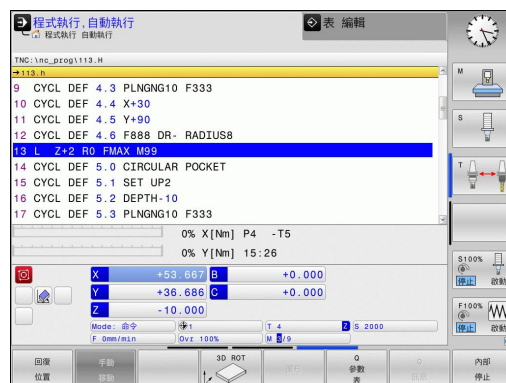 程式執行,自動執行
程式執行 自動執行
表 編輯
TNC:\nc_prog\113.H
→113.h
9 CYCL DEF 4.3 PLNGNG10 F333
10 CYCL DEF 4.4 X+30
11 CYCL DEF 4.5 Y+90
12 CYCL DEF 4.6 F888 DR- RADIUS8
13 L Z+2 R0 FMAX M99
14 CYCL DEF 5.0 CIRCULAR POCKET
15 CYCL DEF 5.1 SET UP2
16 CYCL DEF 5.2 DEPTH-10
17 CYCL DEF 5.3 PLNGNG10 F333
0% X[Nm] P4 -T5
0% Y[Nm] 15:26
X +53.667 B +0.000
Y +36.686 C +0.000
Z -10.000
Mode: 命令 1 T 4 Z S 2000
F 0mm/min Ovr 100% M 5/9
M
S
T
S100%
停止 啟動
F100%
停止 啟動
回復
位置
手動
移動
3D ROT
Q
參數
表
內部
停止